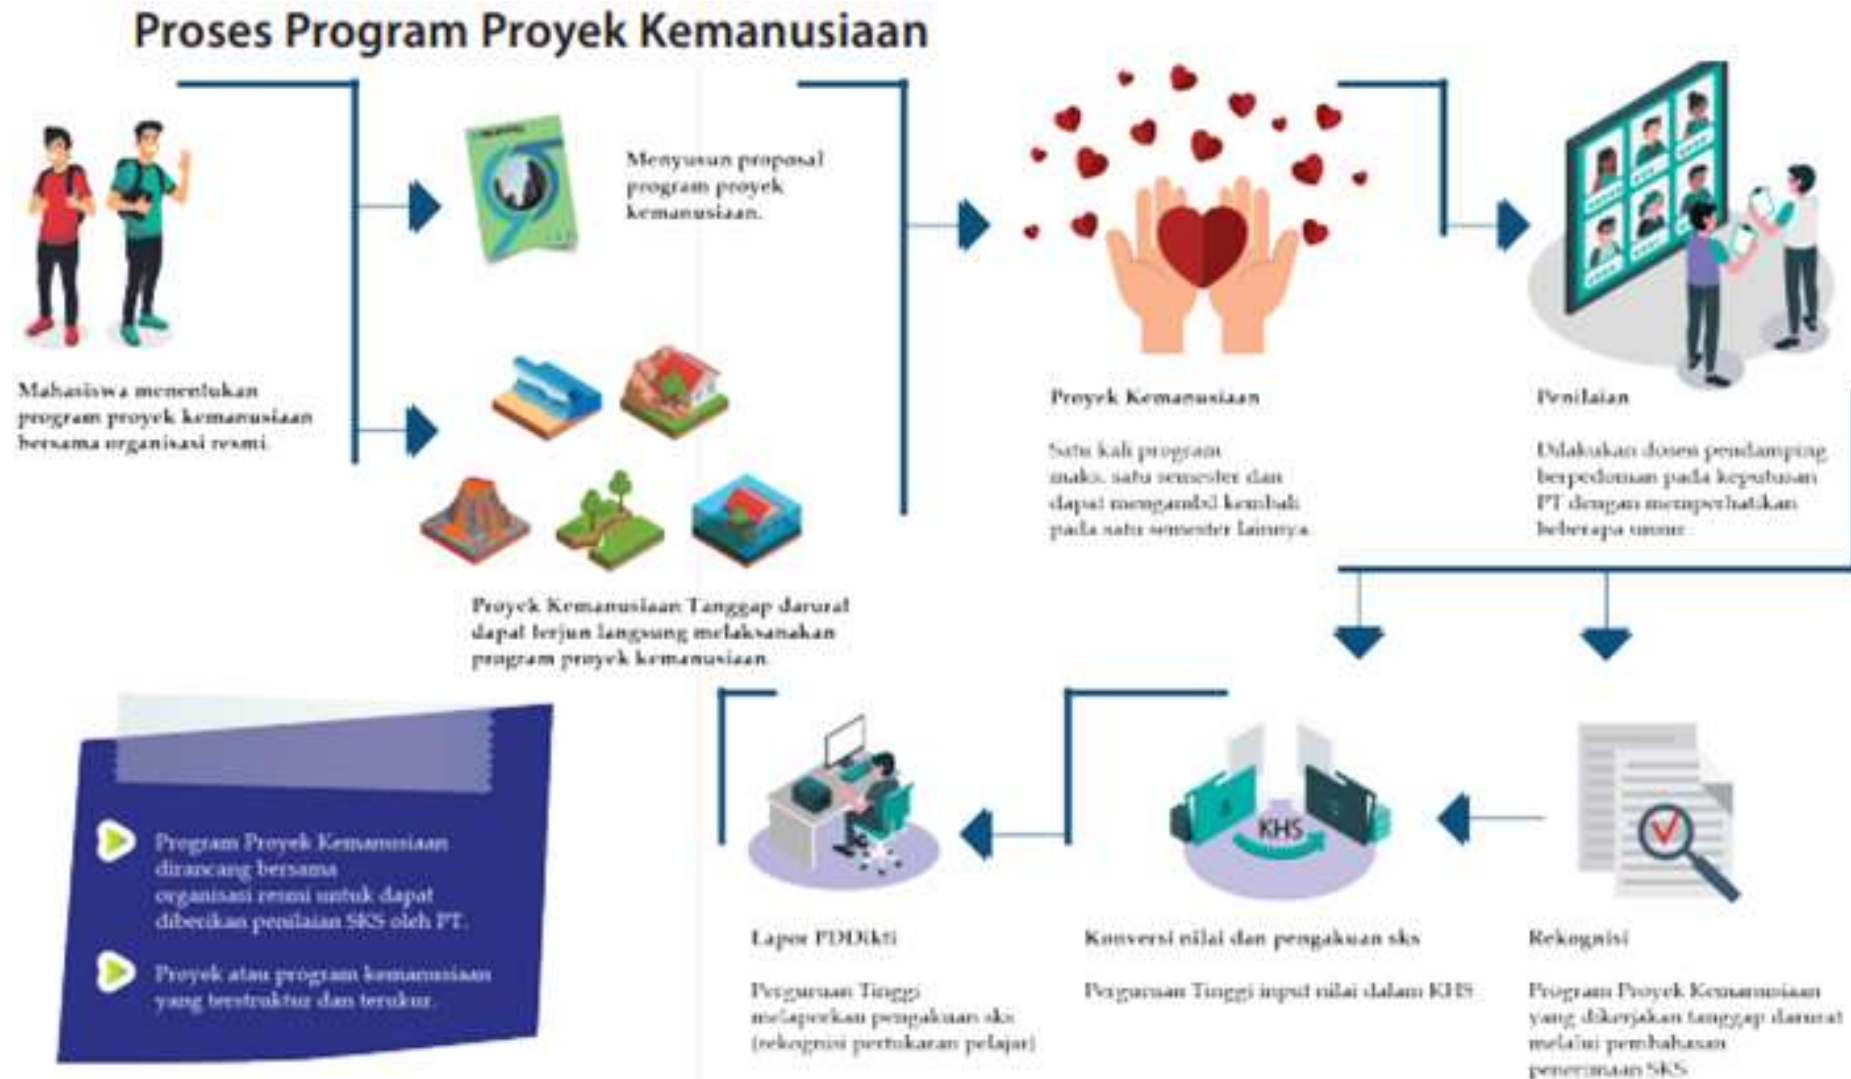 Proses Program Proyek Kemanusiaan
Mahasiswa menentukan
program proyek kemanusiaan
bersama organisasi resmi.
Menyusun proposal
program proyek
kemanusiaan.
Proyek Kemanusiaan Tanggap darurat
dapat terjun langsung melaksanakan
program proyek kemanusiaan
Proyek Kemanusiaan
Satu kali program
maks. satu semester dan
dapat mengambil kembali
pada satu semester lainnya
Penilaian
Dilakukan dosen pendamping
berpedoman pada keputusan
PT dengan memperhatikan
beberapa unsur.
Rekognisi
Program Proyek Kemanusiaan
yang dikerjakan tanggap darurat
melalui pembahasan
penerimaan SKS
KHS
Konversi nilai dan pengakuan sks
Perguruan Tinggi input nilai dalam KHS
Lapor PDDikti
Perguruan Tinggi
melaporkan pengakuan sks
(rekognisi pertukaran pelajar)
Program Proyek Kemanusiaan
dirancang bersama
organisasi resmi untuk dapat
diberikan penilaian SKS oleh PT.
Proyek atau program kemanusiaan
yang terstruktur dan terukur.